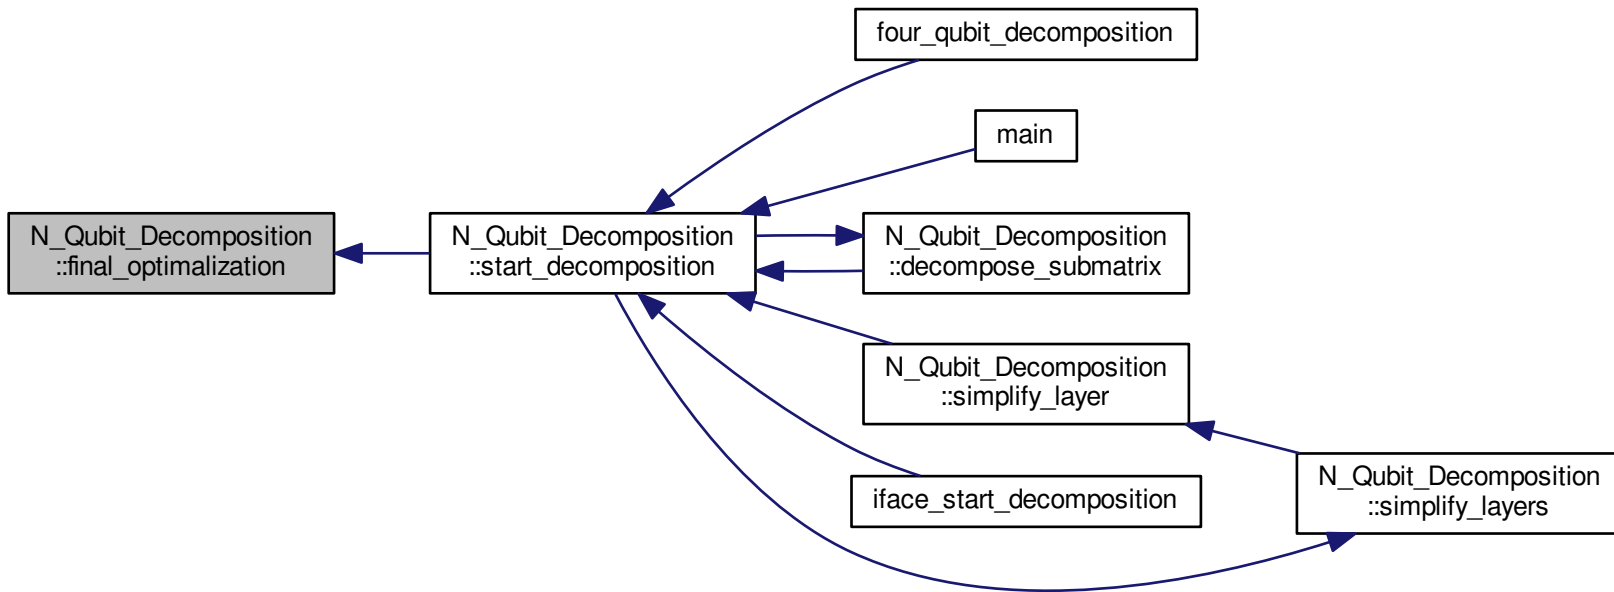 four_qubit_decomposition
main
N_Qubit_Decomposition
::final_optimalization
N_Qubit_Decomposition
::start_decomposition
N_Qubit_Decomposition
::decompose_submatrix
N_Qubit_Decomposition
::simplify_layer
iface_start_decomposition
N_Qubit_Decomposition
::simplify_layers